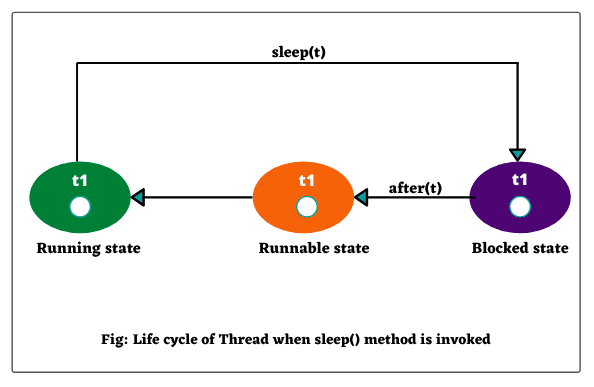 sleep(t)
t1
t1
t1
after(t)
Running state
Runnable state
Blocked state
Fig: Life cycle of Thread when sleep() method is invoked